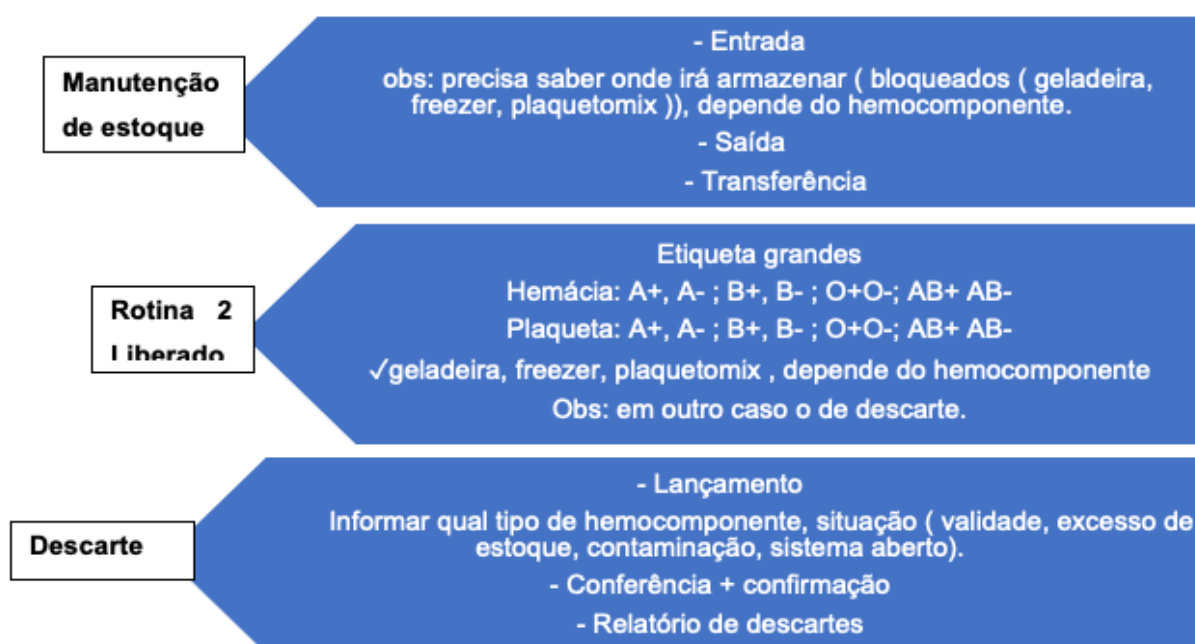 Manutenção
de estoque
- Entrada
obs: precisa saber onde irá armazenar ( bloqueados ( geladeira,
freezer, plaquetomix )), depende do hemocomponente.
- Saída
- Transferência
Rotina 2
Liberado
Etiqueta grandes
Hemácia: A+, A- ; B+, B- ; O+O-; AB+ AB-
Plaqueta: A+, A- ; B+, B- ; O+O-; AB+ AB-
✓geladeira, freezer, plaquetomix , depende do hemocomponente
Obs: em outro caso o de descarte.
Descarte
- Lançamento
Informar qual tipo de hemocomponente, situação ( validade, excesso de
estoque, contaminação, sistema aberto).
- Conferência + confirmação
- Relatório de descartes